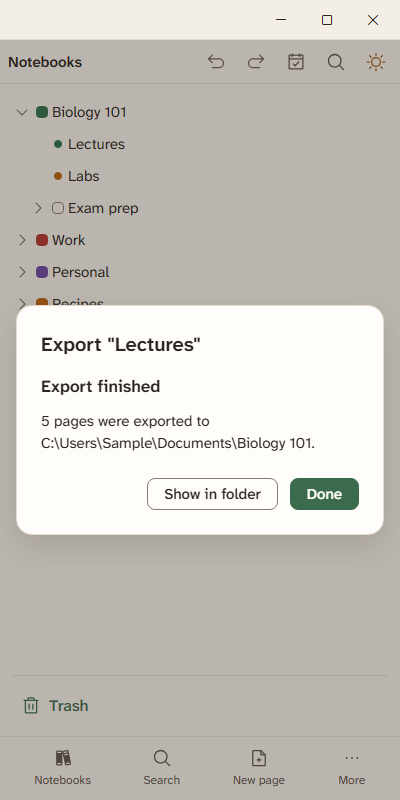 Notebooks
Biology 101
Lectures
Labs
Exam prep
Work
Personal
Recipes
Export "Lectures"
Export finished
5 pages were exported to
C:\Users\Sample\Documents\Biology 101.
Show in folder
Done
Trash
Notebooks
Search
New page
More